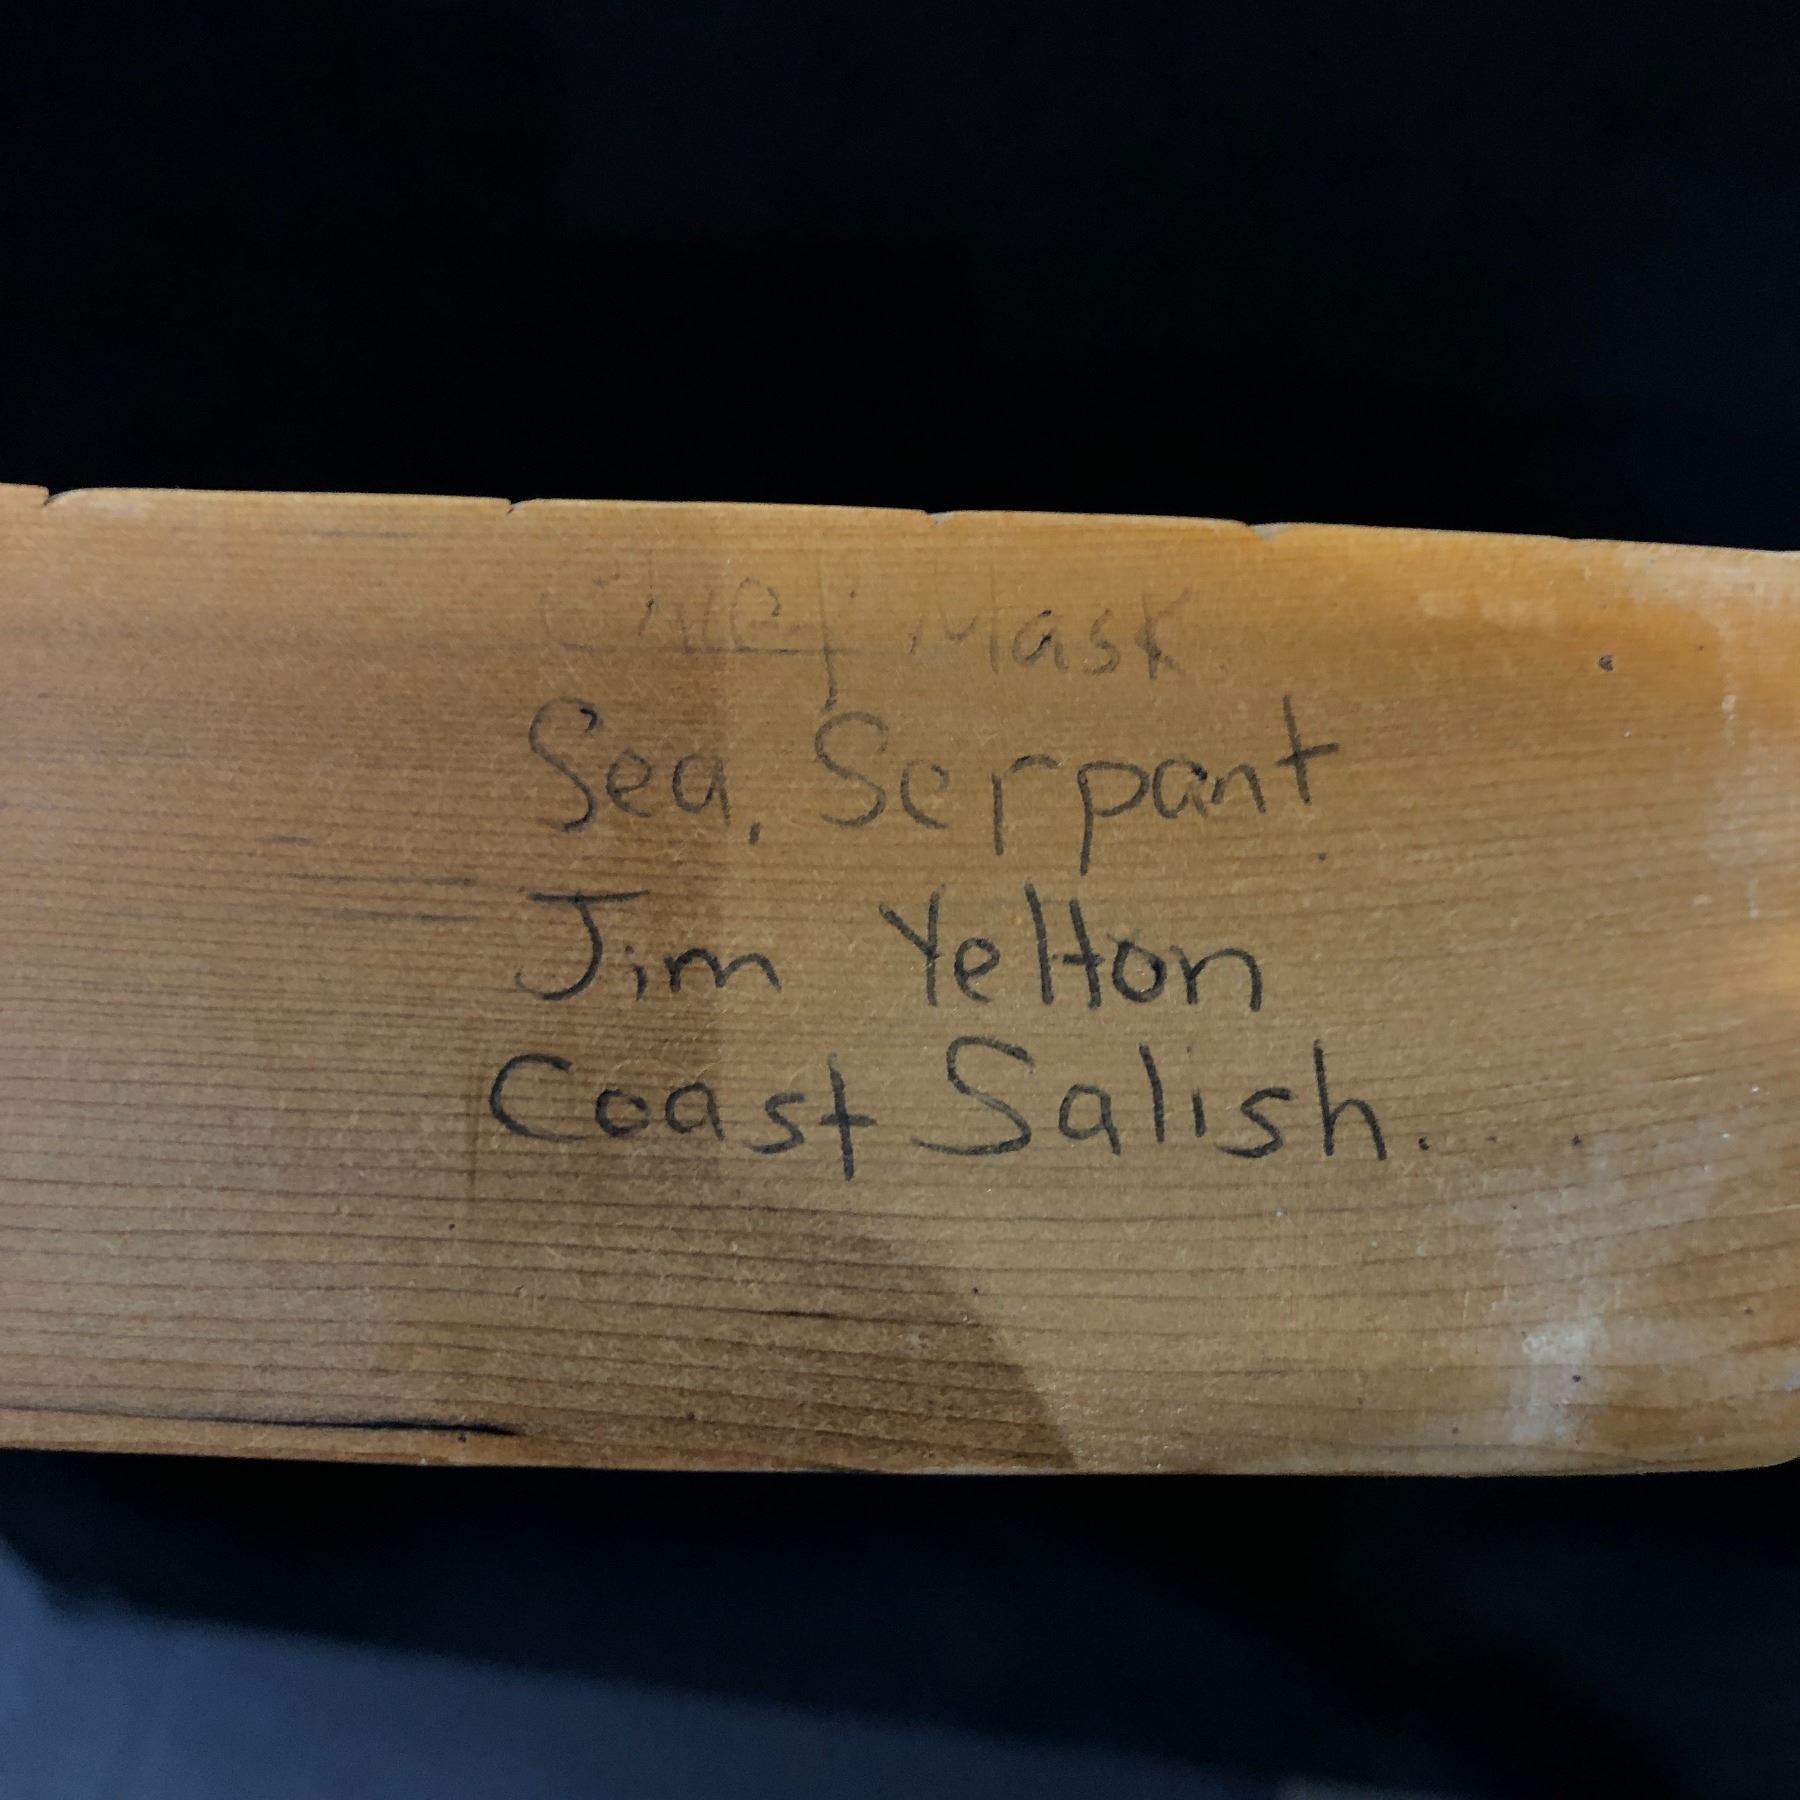 Chief Mask
Sea, Serpant
Jim Yelton
Coast Salish....